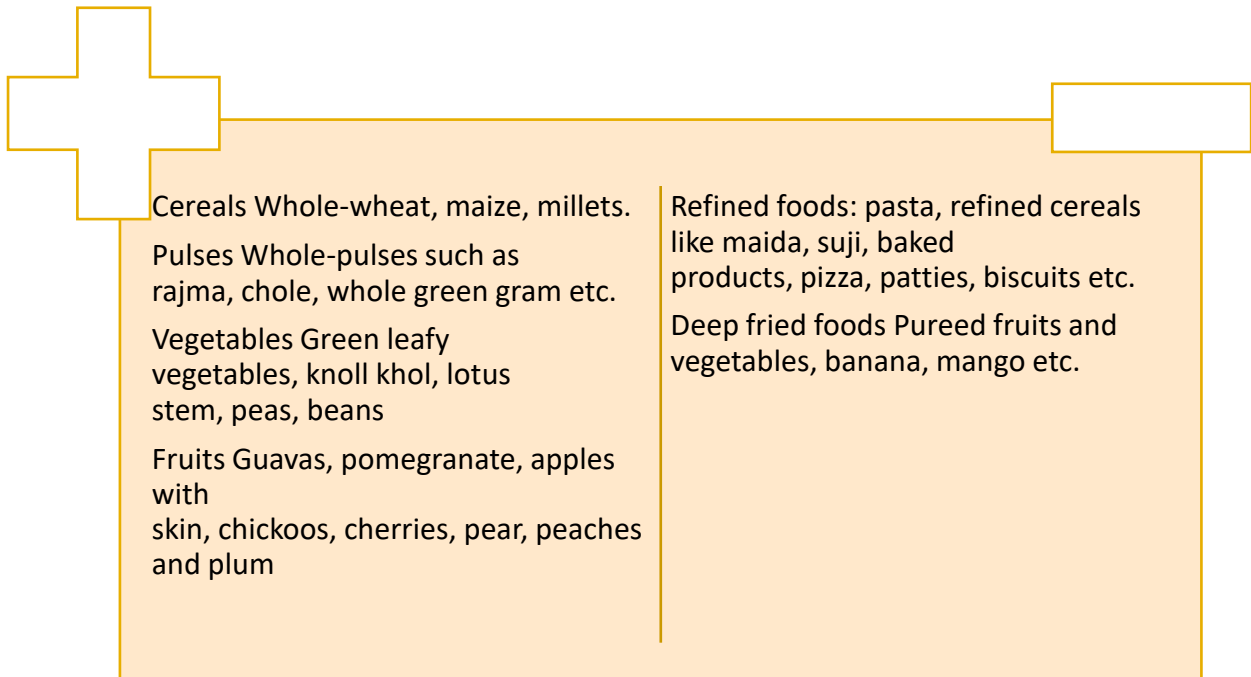 Cereals Whole-wheat, maize, millets.
Pulses Whole-pulses such as
rajma, chole, whole green gram etc.
Vegetables Green leafy
vegetables, knoll khol, lotus
stem, peas, beans
Fruits Guavas, pomegranate, apples
with
skin, chickoos, cherries, pear, peaches
and plum
Refined foods: pasta, refined cereals
like maida, suji, baked
products, pizza, patties, biscuits etc.
Deep fried foods Pureed fruits and
vegetables, banana, mango etc.